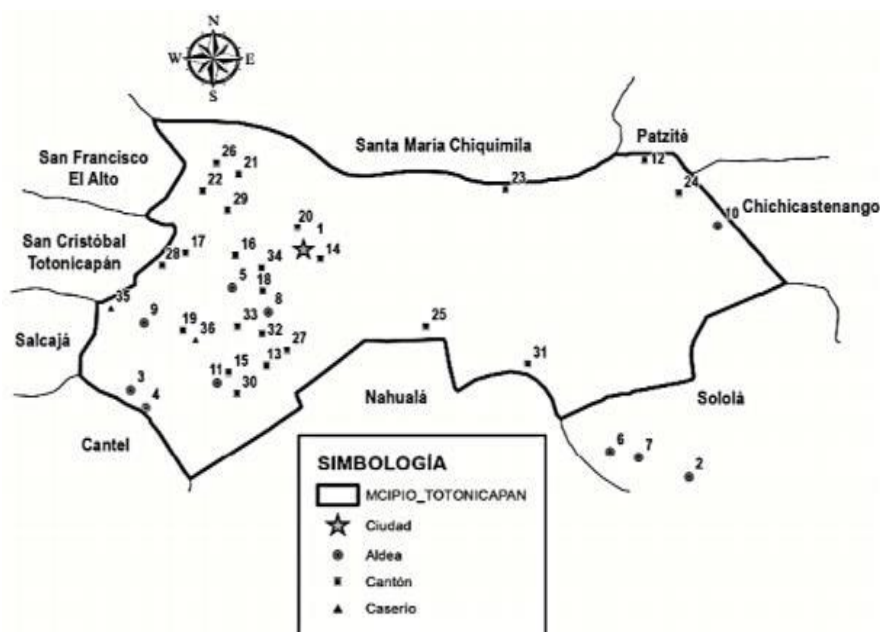 N
W
E
S
San Francisco
El Alto
Santa María Chiquimila
Patzité
Chichicastenango
San Cristóbal
Totonicapán
Salcajá
Cantel
Nahualá
Sololá
26
21
22
29
20
1
17
28
16
34
14
5
18
8
35
9
19
36
33
32
27
13
15
11
30
3
4
23
12
24
10
25
31
6
7
2
SIMBOLOGÍA
MCIPIO_TOTONICAPAN
Ciudad
Aldea
Cantón
Caserio